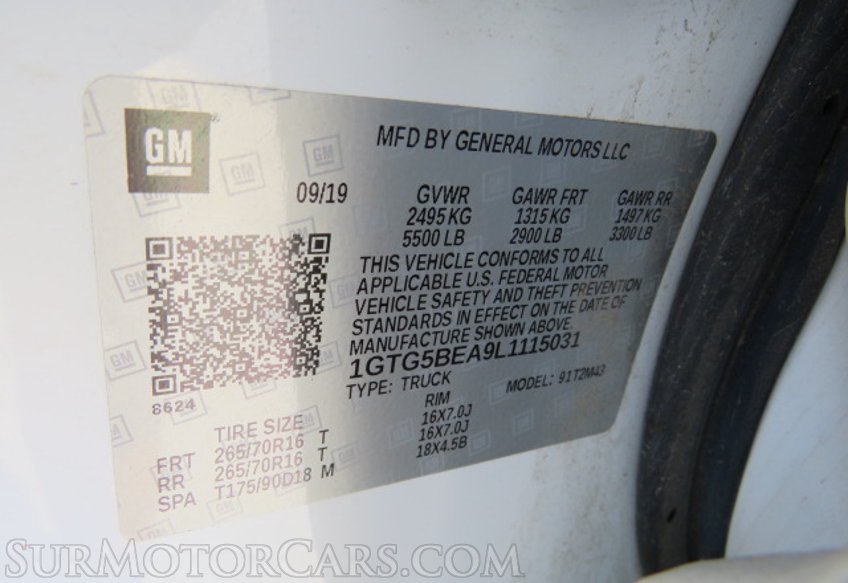 GM
MFD BY GENERAL MOTORS LLC
09/19 GVWR GAWR FRT GAWR RR
2495 KG 1315 KG 1497 KG
5500 LB 2900 LB 3300 LB
THIS VEHICLE CONFORMS TO ALL
APPLICABLE U.S. FEDERAL MOTOR
VEHICLE SAFETY AND THEFT PREVENTION
STANDARDS IN EFFECT ON THE DATE OF
MANUFACTURE SHOWN ABOVE.
1GTG5BEA9L1115031
TYPE: TRUCK MODEL: 91T2M43
8624
TIRE SIZE RIM
FRT 265/70R16 T 16X7.0J
RR 265/70R16 T 16X7.0J
SPA T175/90D18 M 18X4.5B
SurMotorCars.com